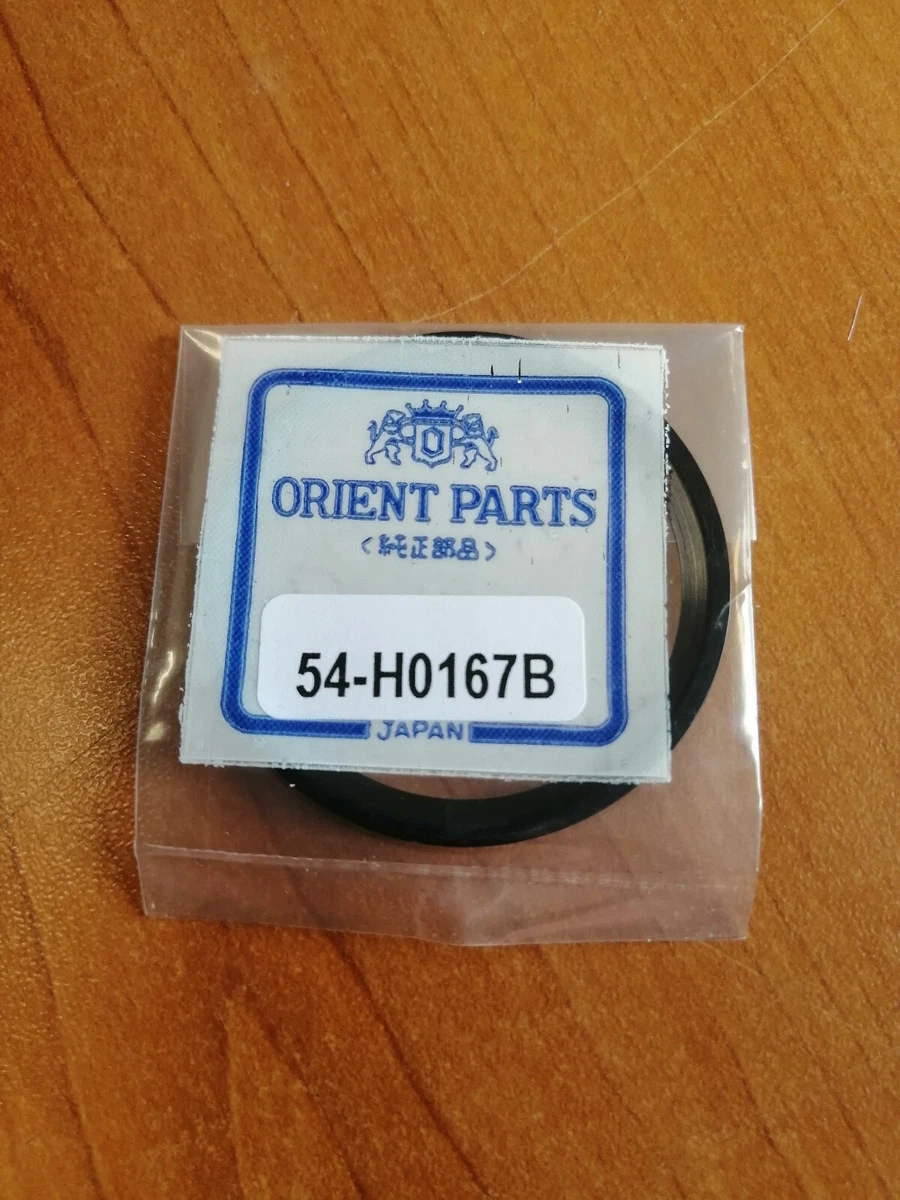 ORIENT PARTS
<純正部品>
54-H0167B
JAPAN